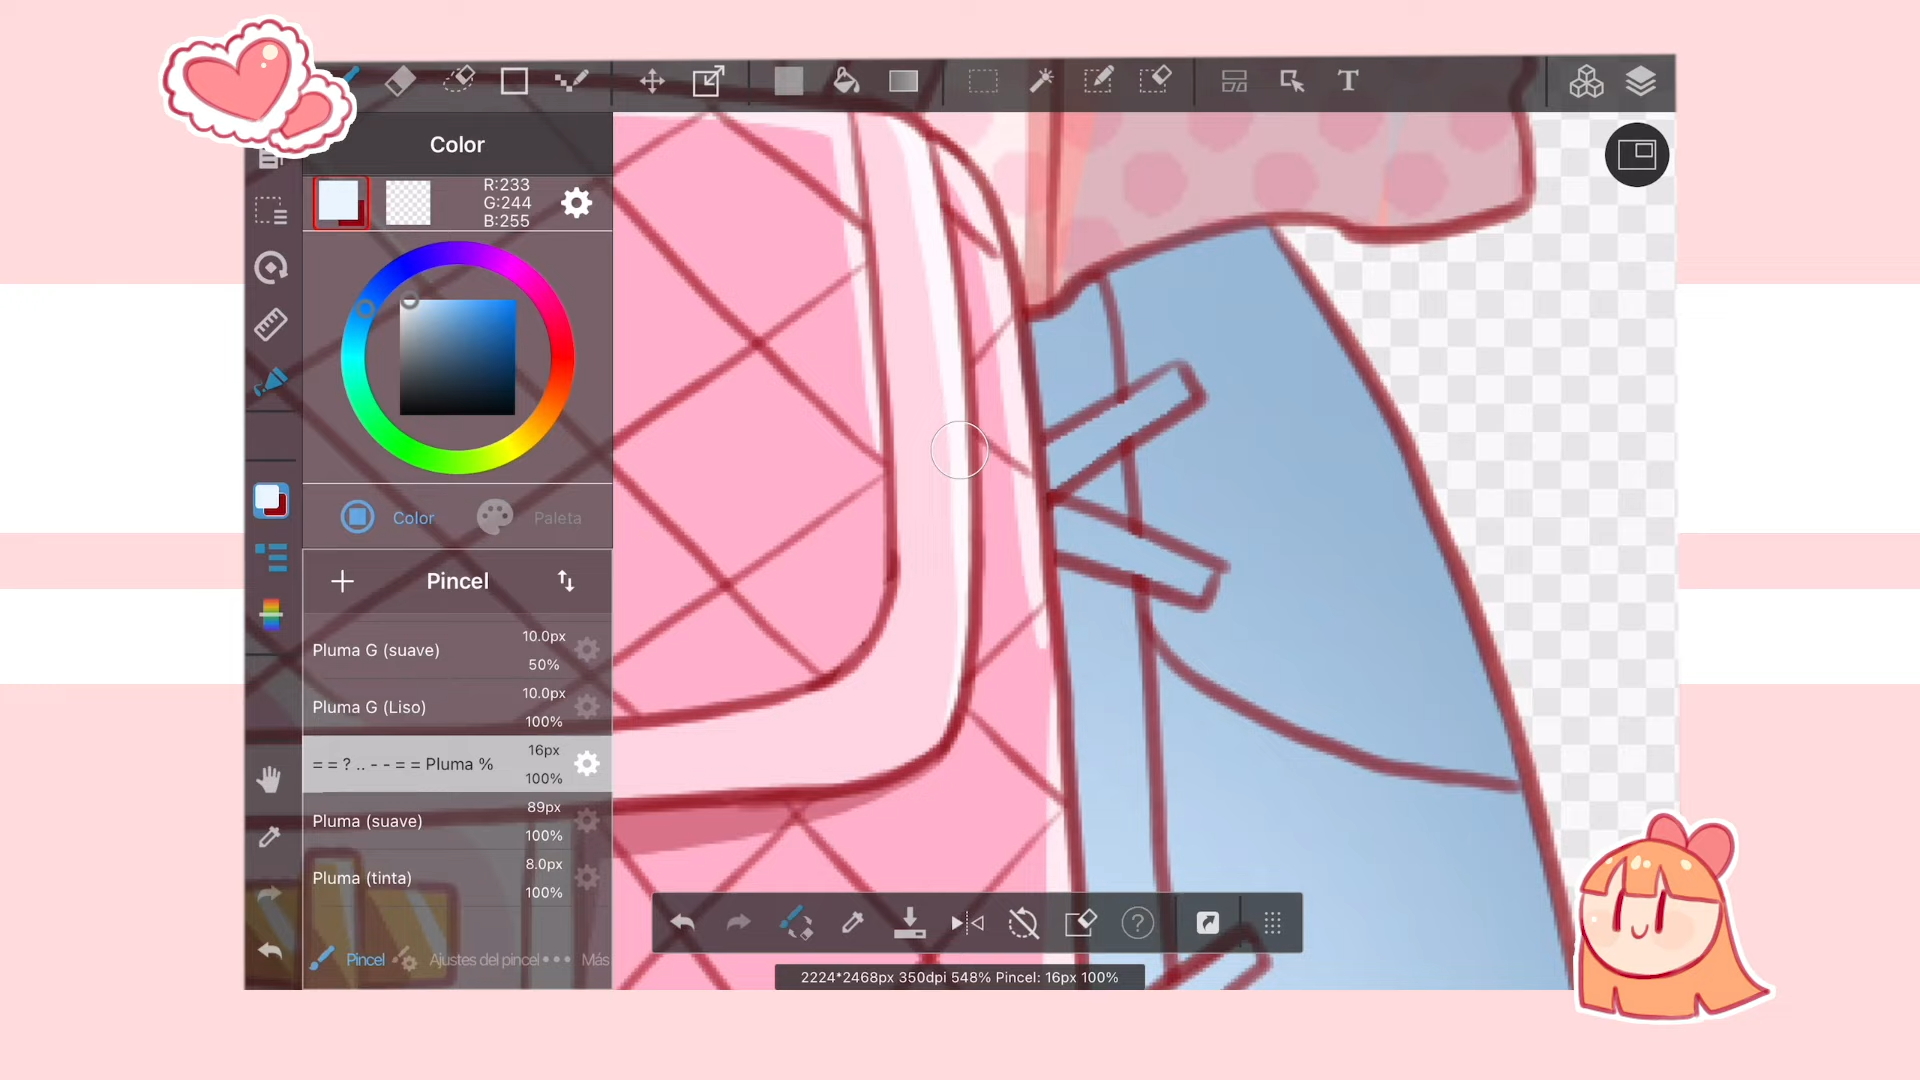 T
Color
R:233
G:244
B:255
Color
Paleta
Pincel
10.0px
Pluma G (suave)
50%
10.0px
Pluma G (Liso)
100%
16px
= = ? .. - - = = Pluma %
100%
89px
Pluma (suave)
100%
8.0px
Pluma (tinta)
100%
Pincel
Ajustes del pincel
Más
?
2224*2468px 350dpi 548% Pincel: 16px 100%